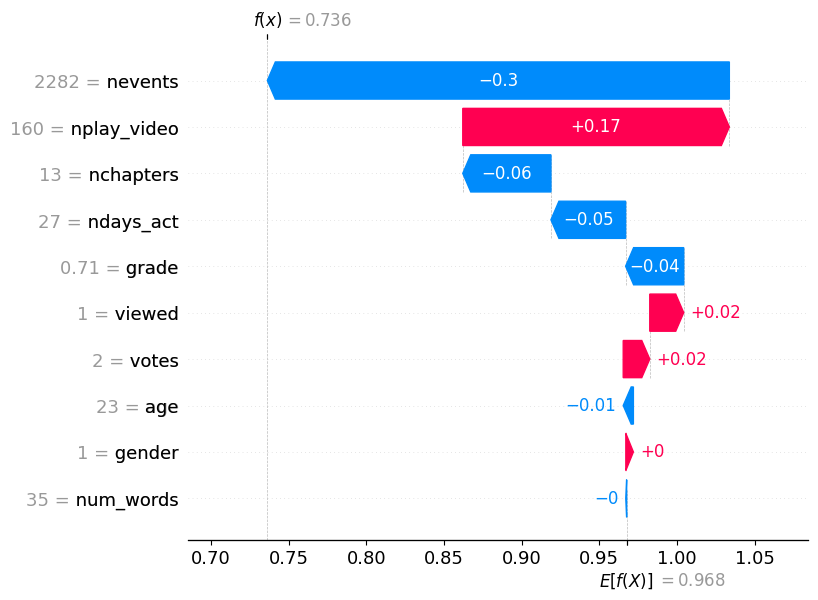 f(x) = 0.736
2282 = nevents −0.3
160 = nplay_video +0.17
13 = nchapters −0.06
27 = ndays_act −0.05
0.71 = grade −0.04
1 = viewed +0.02
2 = votes +0.02
23 = age −0.01
1 = gender +0
35 = num_words −0
0.70 0.75 0.80 0.85 0.90 0.95 1.00 1.05
E[f(X)] = 0.968